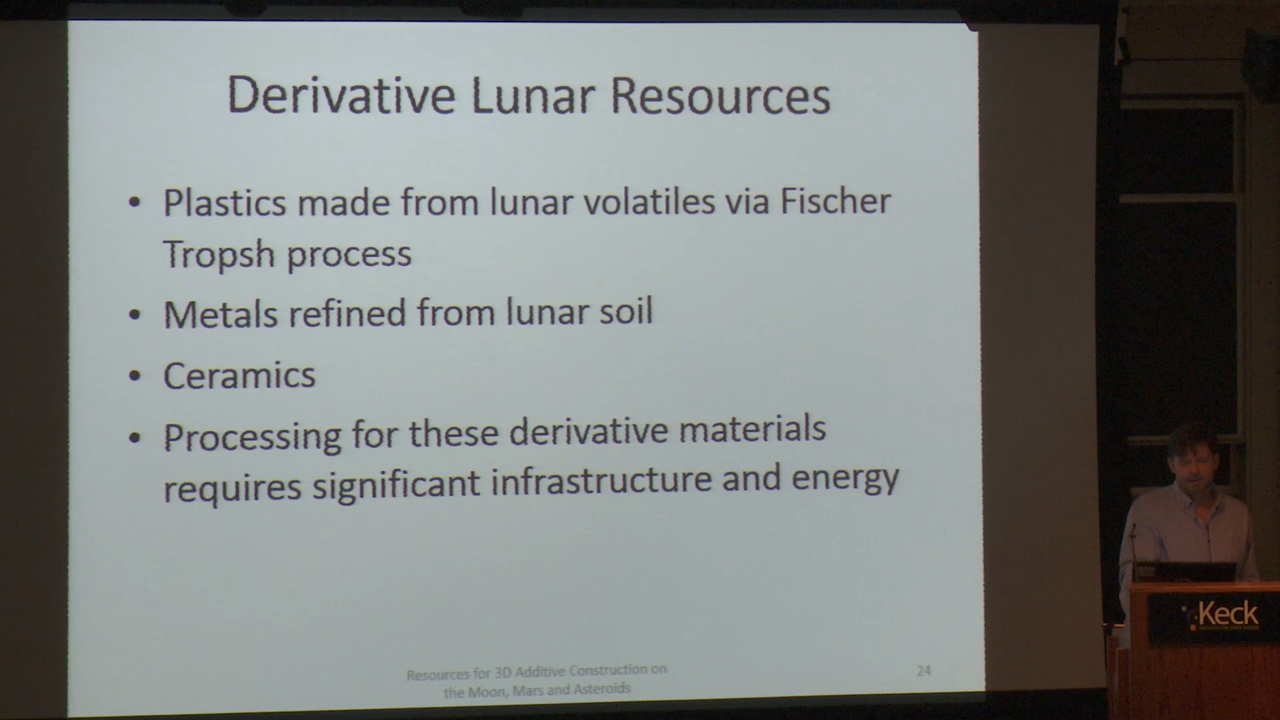 Derivative Lunar Resources
• Plastics made from lunar volatiles via Fischer
Tropsh process
• Metals refined from lunar soil
• Ceramics
• Processing for these derivative materials
requires significant infrastructure and energy
Resources for 3D Additive Construction on
the Moon, Mars and Asteroids
24
Keck